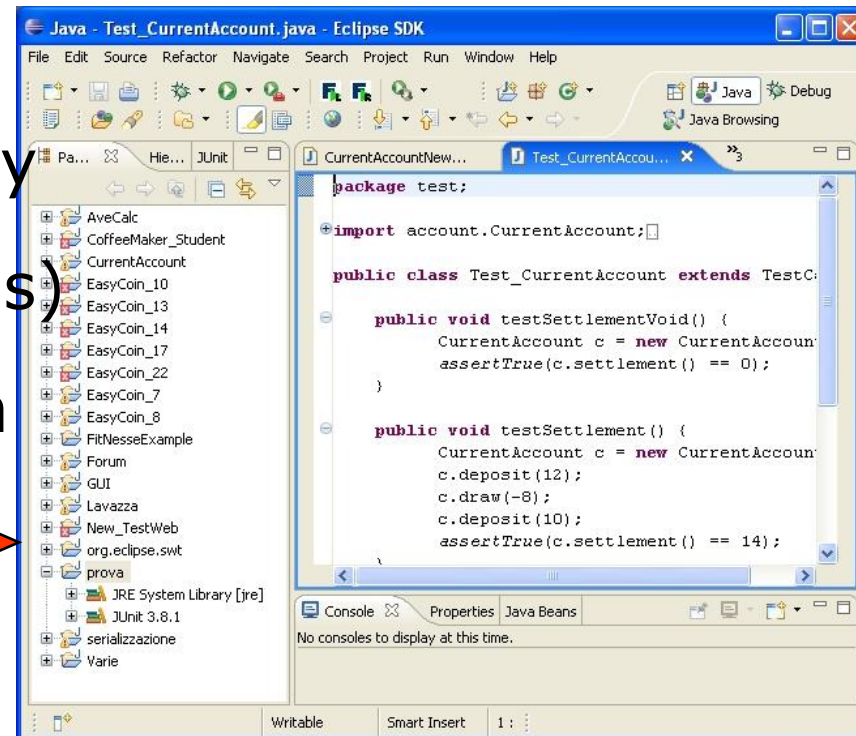 Java - Test_CurrentAccount.java - Eclipse SDK
File Edit Source Refactor Navigate Search Project Run Window Help
Java Debug
Java Browsing
y
s)
Pa... Hie... JUnit
AveCalc
CoffeeMaker_Student
CurrentAccount
EasyCoin_10
EasyCoin_13
EasyCoin_14
EasyCoin_17
EasyCoin_22
EasyCoin_7
EasyCoin_8
FitNesseExample
Forum
GUI
Lavazza
New_TestWeb
org.eclipse.swt
prova
JRE System Library [jre]
JUnit 3.8.1
serializzazione
Varie
CurrentAccountNew... Test_CurrentAccou... »3
package test;
import account.CurrentAccount;
public class Test_CurrentAccount extends TestCa
public void testSettlementVoid() {
CurrentAccount c = new CurrentAccoun
assertTrue(c.settlement() == 0);
}
public void testSettlement() {
CurrentAccount c = new CurrentAccoun
c.deposit(12);
c.draw(-8);
c.deposit(10);
assertTrue(c.settlement() == 14);
Console Properties Java Beans
No consoles to display at this time.
Writable Smart Insert 1 :